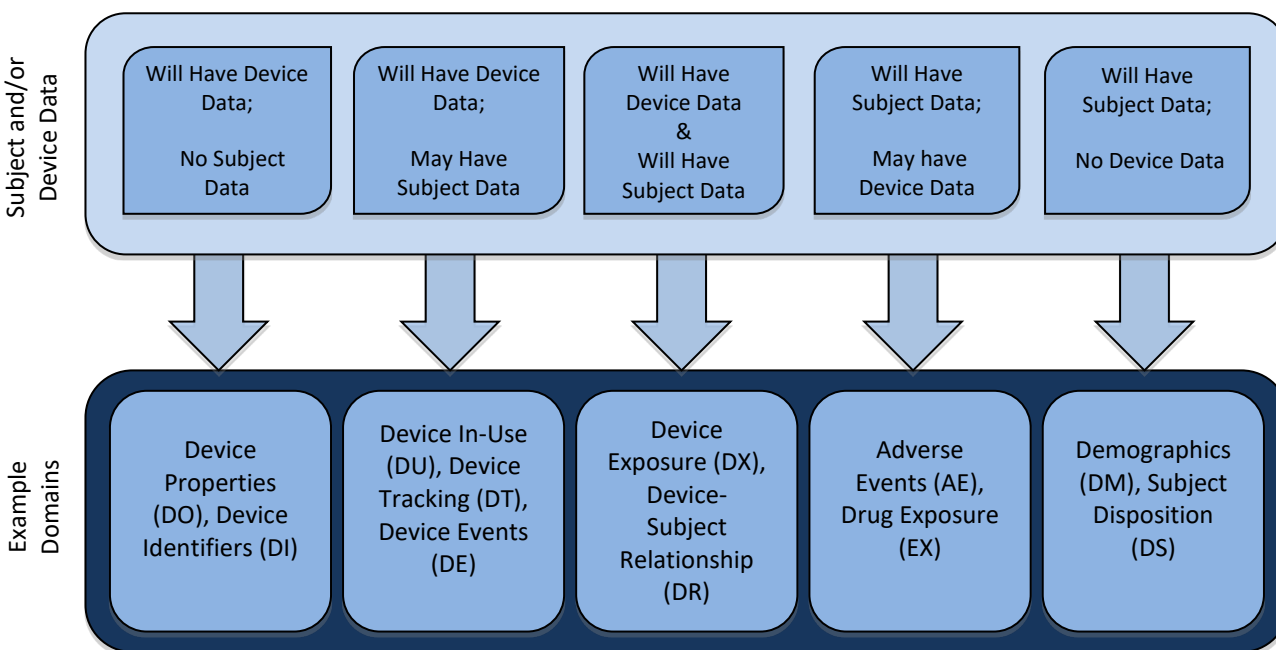 Subject and/or
Device Data
Will Have Device
Data;
No Subject
Data
Will Have Device
Data;
May Have
Subject Data
Will Have
Device Data
&
Will Have
Subject Data
Will Have
Subject Data;
May have
Device Data
Will Have
Subject Data;
No Device Data
Example
Domains
Device
Properties
(DO), Device
Identifiers (DI)
Device In-Use
(DU), Device
Tracking (DT),
Device Events
(DE)
Device
Exposure (DX),
Device-
Subject
Relationship
(DR)
Adverse
Events (AE),
Drug Exposure
(EX)
Demographics
(DM), Subject
Disposition
(DS)